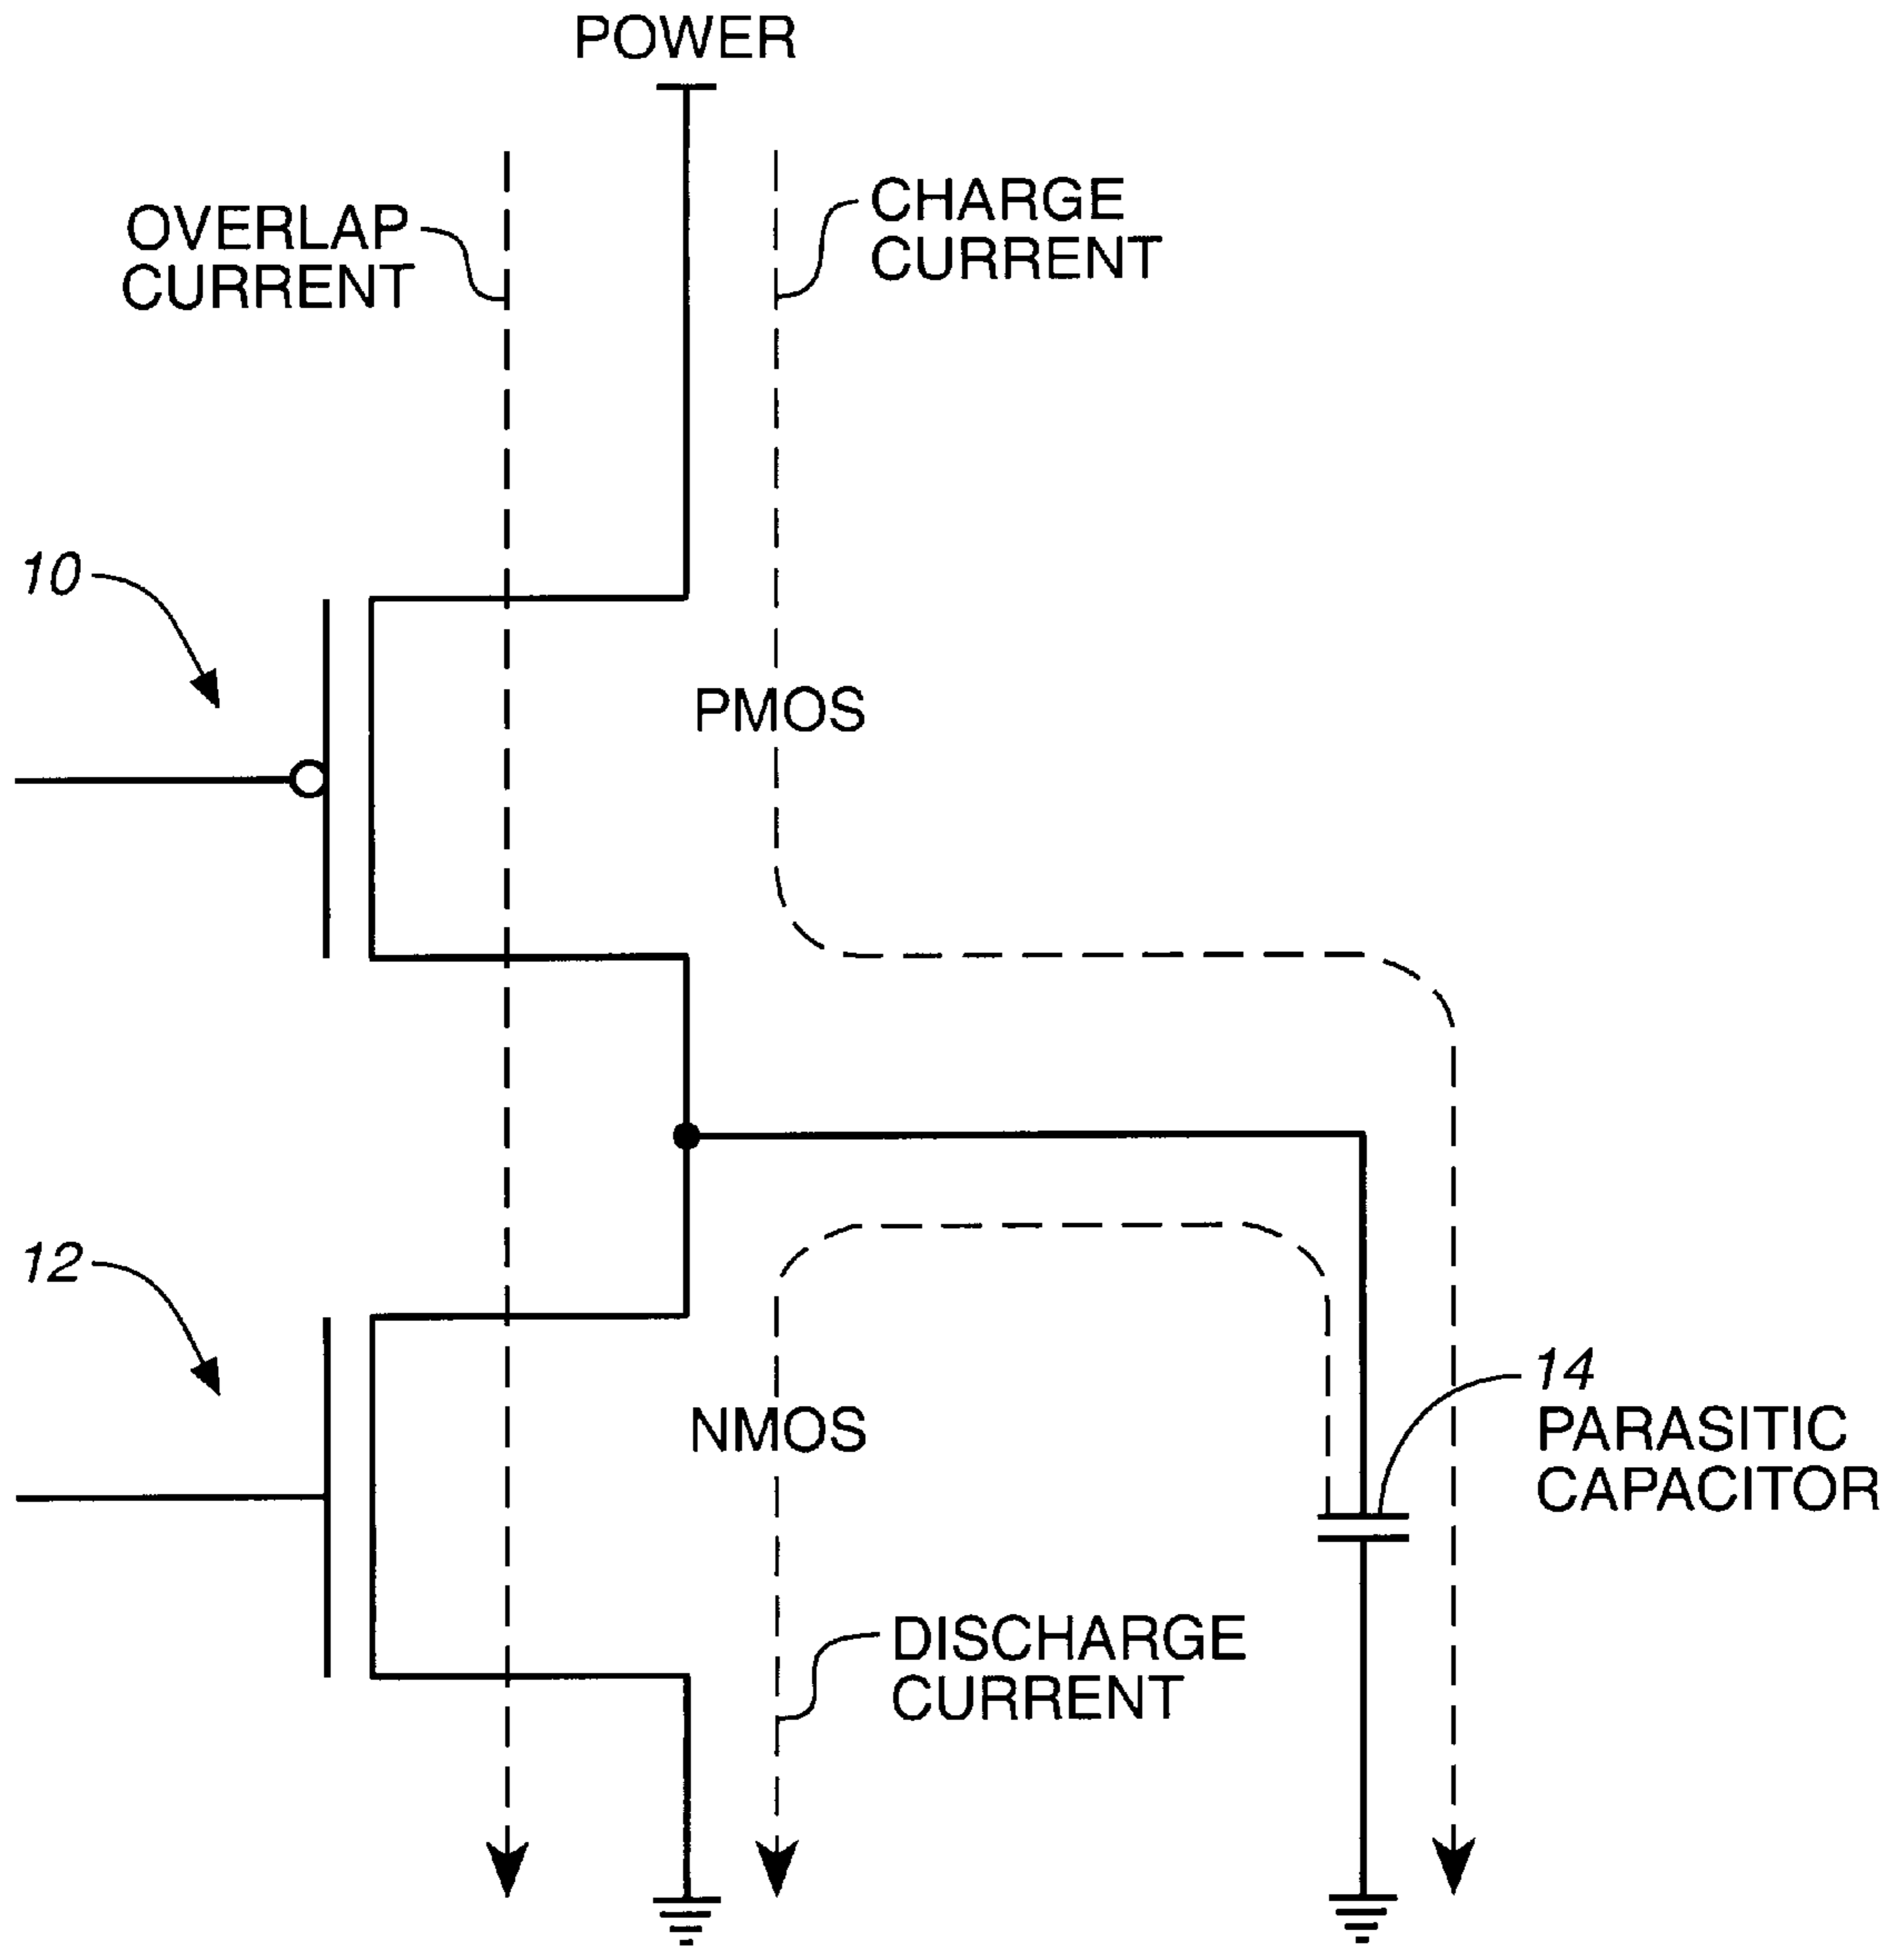 POWER
OVERLAP
CURRENT
CHARGE
CURRENT
10
PMOS
12
NMOS
14
PARASITIC
CAPACITOR
DISCHARGE
CURRENT